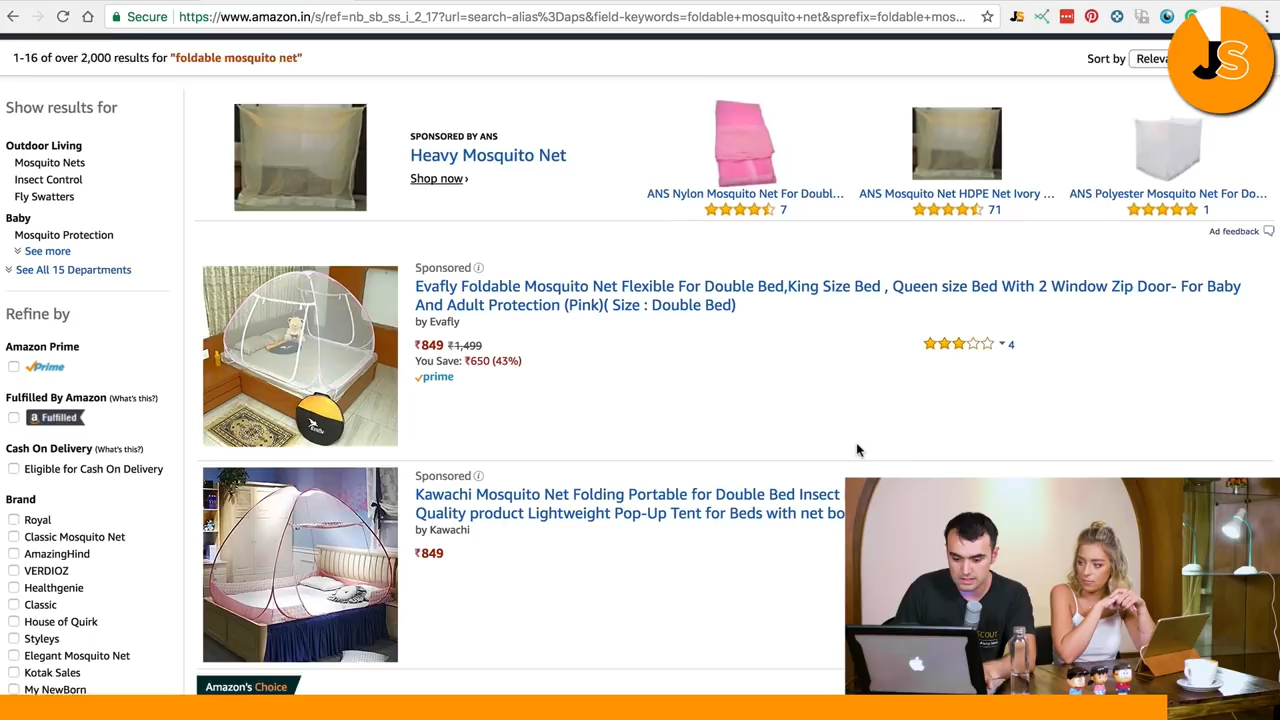 Secure
https://www.amazon.in/s/ref=nb_sb_ss_i_2_17?url=search-alias%3Daps&field-keywords=foldable+mosquito+net&sprefix=foldable+mos...
JS
1-16 of over 2,000 results for "foldable mosquito net"
Sort by Releva
JS
Show results for
Outdoor Living
Mosquito Nets
Insect Control
Fly Swatters
Baby
Mosquito Protection
See more
See All 15 Departments
Refine by
Amazon Prime
Prime
Fulfilled By Amazon (What's this?)
a Fulfilled
Cash On Delivery (What's this?)
Eligible for Cash On Delivery
Brand
Royal
Classic Mosquito Net
AmazingHind
VERDIOZ
Healthgenie
Classic
House of Quirk
Styleys
Elegant Mosquito Net
Kotak Sales
My NewBorn
SPONSORED BY ANS
Heavy Mosquito Net
Shop now ›
ANS Nylon Mosquito Net For Doubl...
7
ANS Mosquito Net HDPE Net Ivory ...
71
ANS Polyester Mosquito Net For Do...
1
Ad feedback
Sponsored
Evafly Foldable Mosquito Net Flexible For Double Bed,King Size Bed , Queen size Bed With 2 Window Zip Door- For Baby
And Adult Protection (Pink)( Size : Double Bed)
by Evafly
₹849 ₹1,499
You Save: ₹650 (43%)
prime
4
Evafly
Sponsored
Kawachi Mosquito Net Folding Portable for Double Bed Insect
Quality product Lightweight Pop-Up Tent for Beds with net bo
by Kawachi
₹849
Amazon's Choice
SCOUT